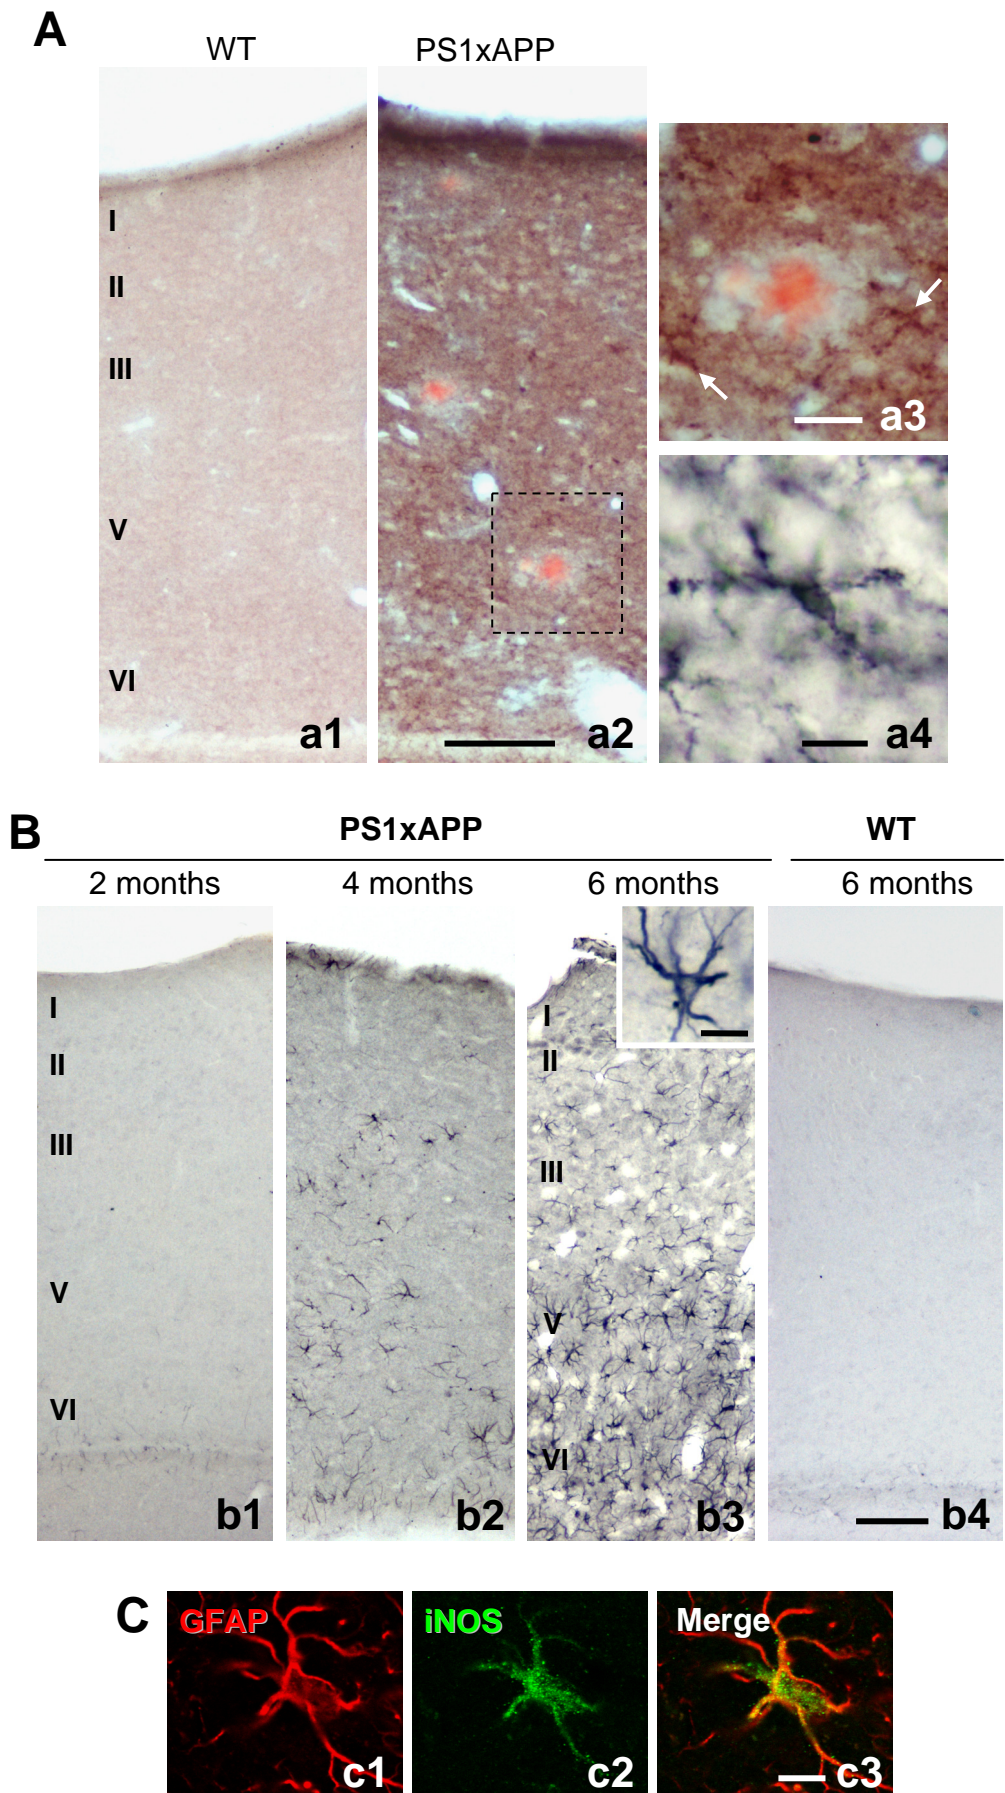 A
WT
PS1xAPP
I
II
III
V
VI
a1
a2
a3
a4
B
PS1xAPP
WT
2 months
4 months
6 months
6 months
I
II
III
V
VI
I
II
III
V
VI
b1
b2
b3
b4
C
GFAP
iNOS
Merge
c1
c2
c3